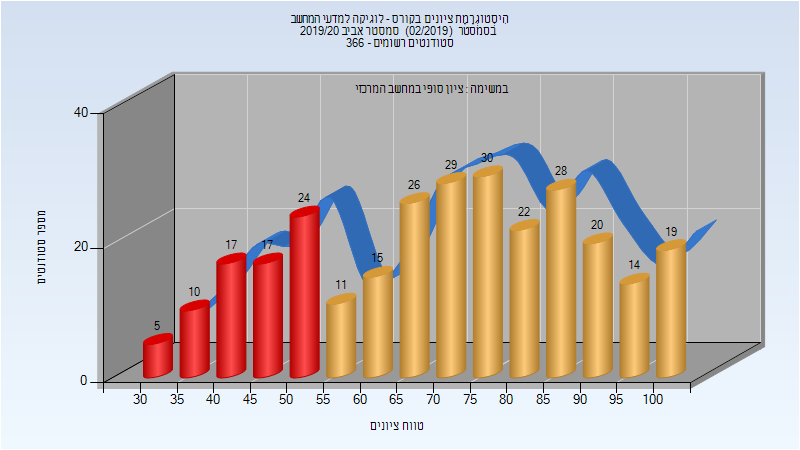 היסטוגרמת ציונים בקורס - לוגיקה למדעי המחשב
בסמסטר (02/2019) סמסטר אביב 2019/20
סטודנטים רשומים - 366
במשימה : ציון סופי במחשב המרכזי
מספר סטודנטים
40
20
0
5 10 17 17 24 11 15 26 29 30 22 28 20 14 19
30 35 40 45 50 55 60 65 70 75 80 85 90 95 100
טווח ציונים